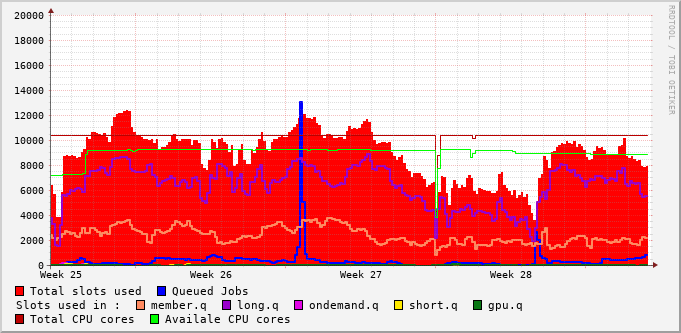 20000
18000
16000
14000
12000
10000
8000
6000
4000
2000
0
Week 25 Week 26 Week 27 Week 28
RRDTOOL / TOBI OETIKER
Total slots used Queued Jobs
Slots used in : member.q long.q ondemand.q short.q gpu.q
Total CPU cores Availale CPU cores